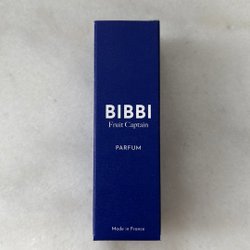 BIBBI
Fruit Captain
PARFUM
Made in France